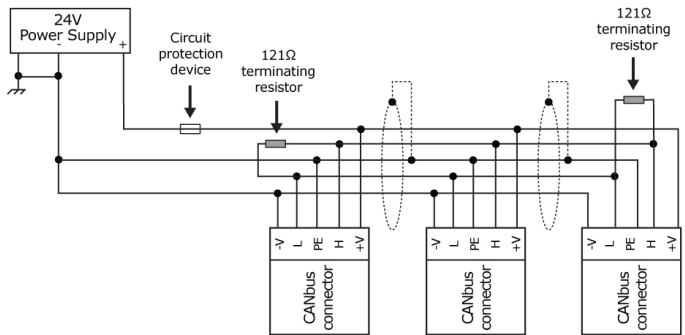 24V
Power Supply
- +
Circuit
protection
device
121Ω
terminating
resistor
121Ω
terminating
resistor
-V L PE H +V
CANbus
connector
-V L PE H +V
CANbus
connector
-V L PE H +V
CANbus
connector